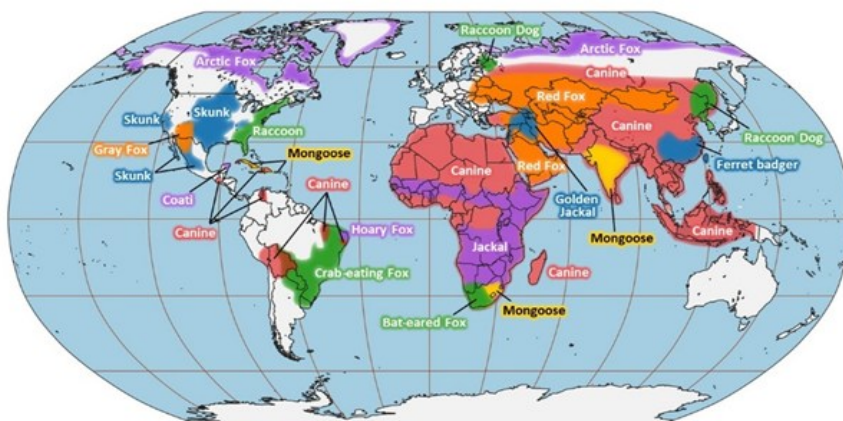 Raccoon Dog
Arctic Fox
Arctic Fox
Canine
Skunk
Skunk
Red Fox
Canine
Raccoon
Gray Fox
Raccoon Dog
Mongoose
Canine
Red Fox
Ferret badger
Skunk
Canine
Golden
Jackal
Coati
Canine
Hoary Fox
Jackal
Mongoose
Canine
Crab-eating Fox
Canine
Mongoose
Bat-eared Fox